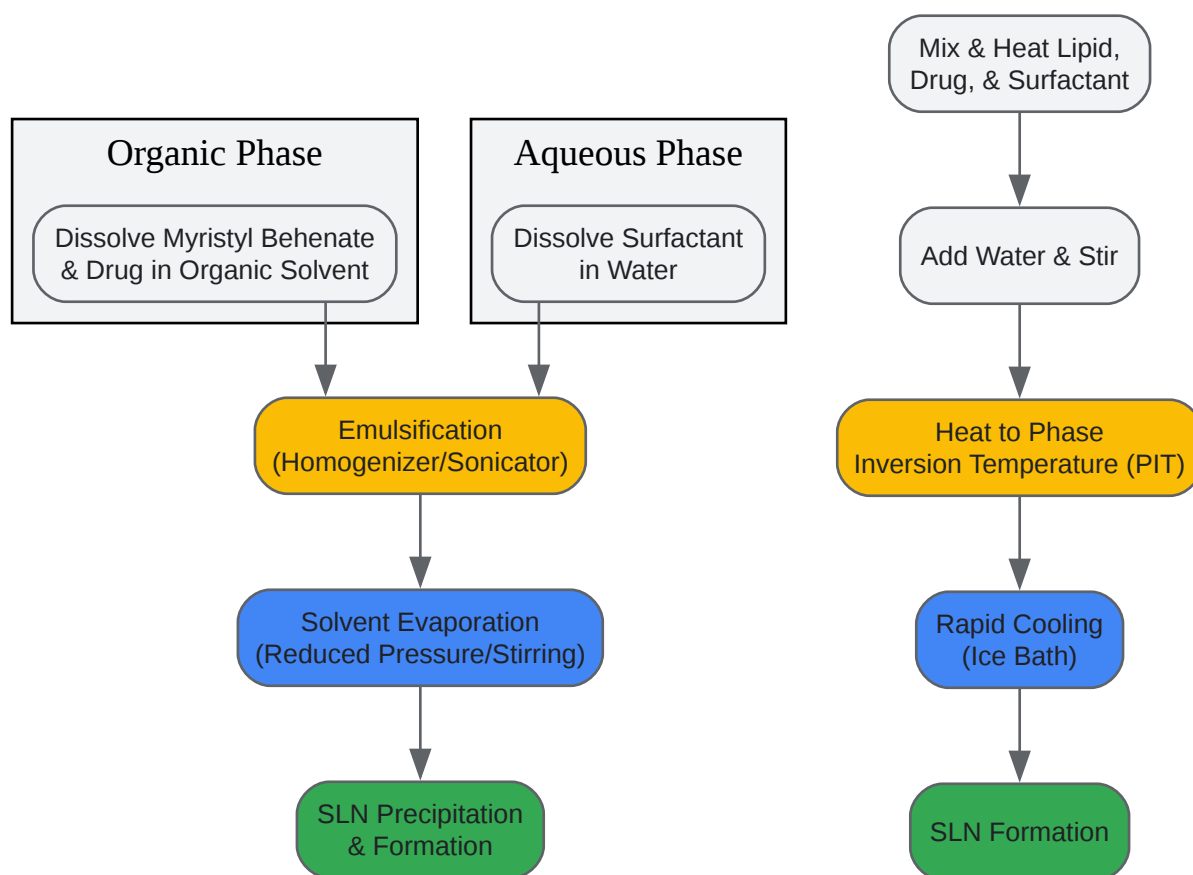 Organic Phase
Dissolve Myristyl Behenate
& Drug in Organic Solvent
Aqueous Phase
Dissolve Surfactant
in Water
Emulsification
(Homogenizer/Sonicator)
Solvent Evaporation
(Reduced Pressure/Stirring)
SLN Precipitation
& Formation
Mix & Heat Lipid,
Drug, & Surfactant
Add Water & Stir
Heat to Phase
Inversion Temperature (PIT)
Rapid Cooling
(Ice Bath)
SLN Formation